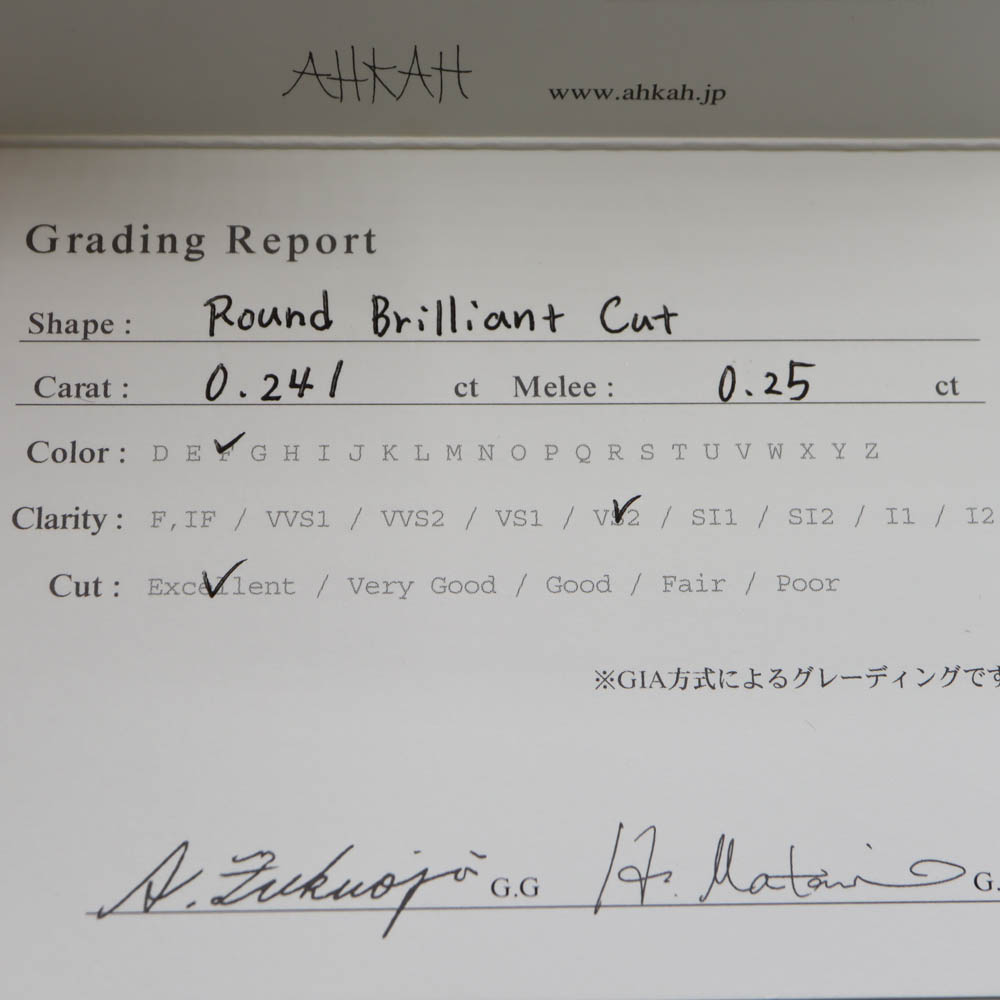 AHKAH www.ahkah.jp
Grading Report
Shape : Round Brilliant Cut
Carat : 0.241 ct Melee : 0.25 ct
Color : D E F G H I J K L M N O P Q R S T U V W X Y Z
Clarity : F,IF / VVS1 / VVS2 / VS1 / VS2 / SI1 / SI2 / I1 / I2
Cut : Excellent / Very Good / Good / Fair / Poor
※GIA方式によるグレーディングです
A. G.G H. G.